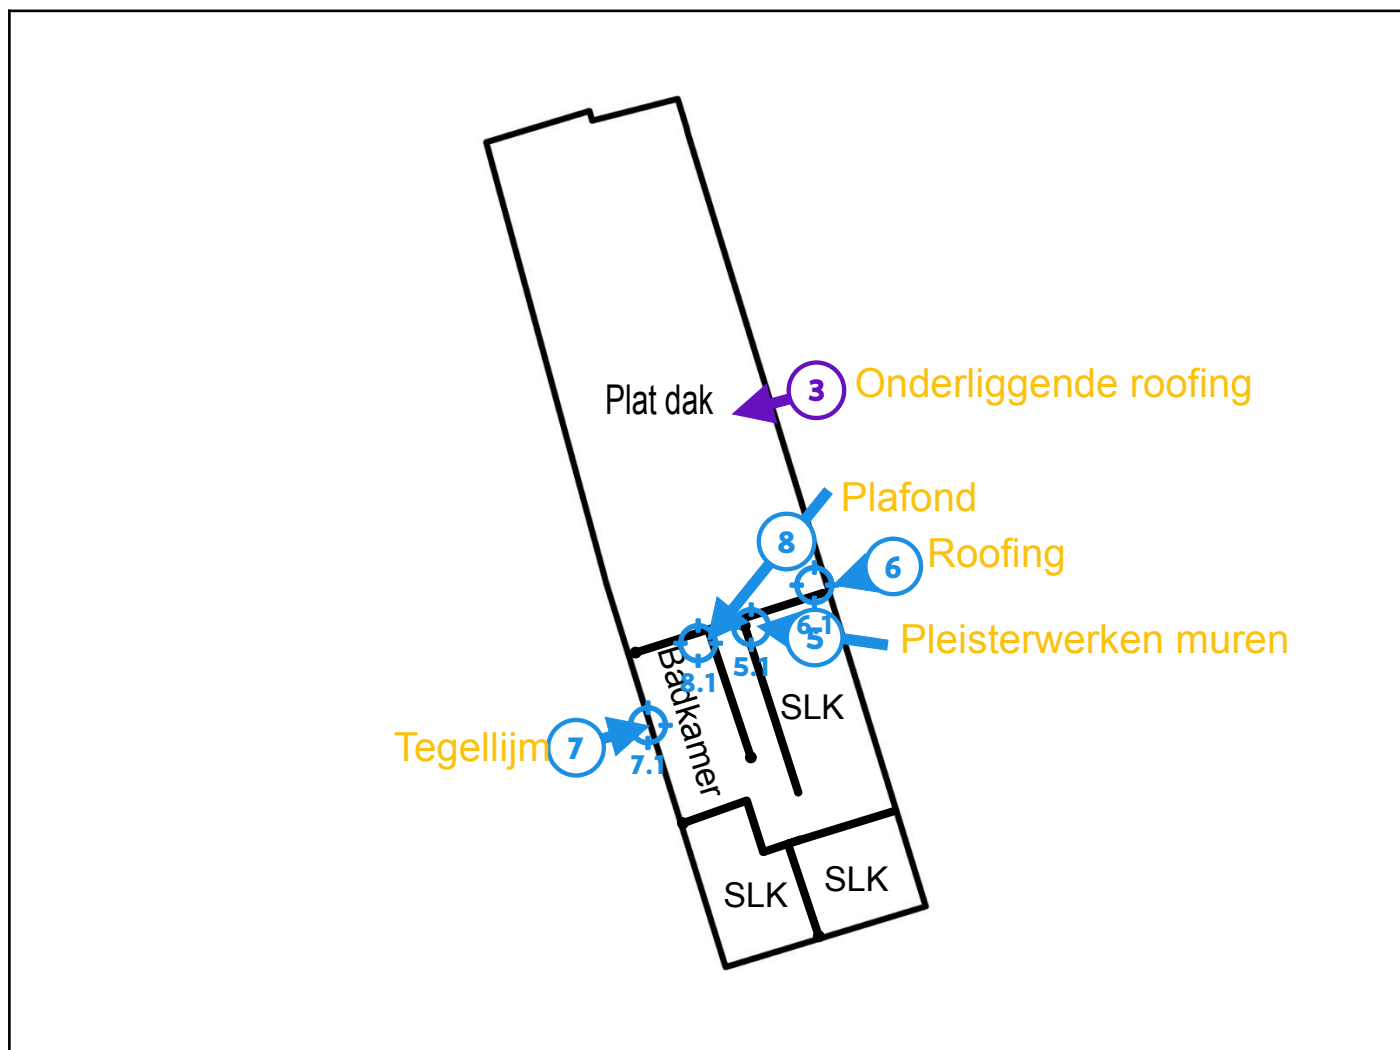 Plat dak
3 Onderliggende roofing
Plafond
8
6 Roofing
6.1
5 Pleisterwerken muren
5.1
8.1
Badkamer
SLK
Tegellijm 7
7.1
SLK
SLK